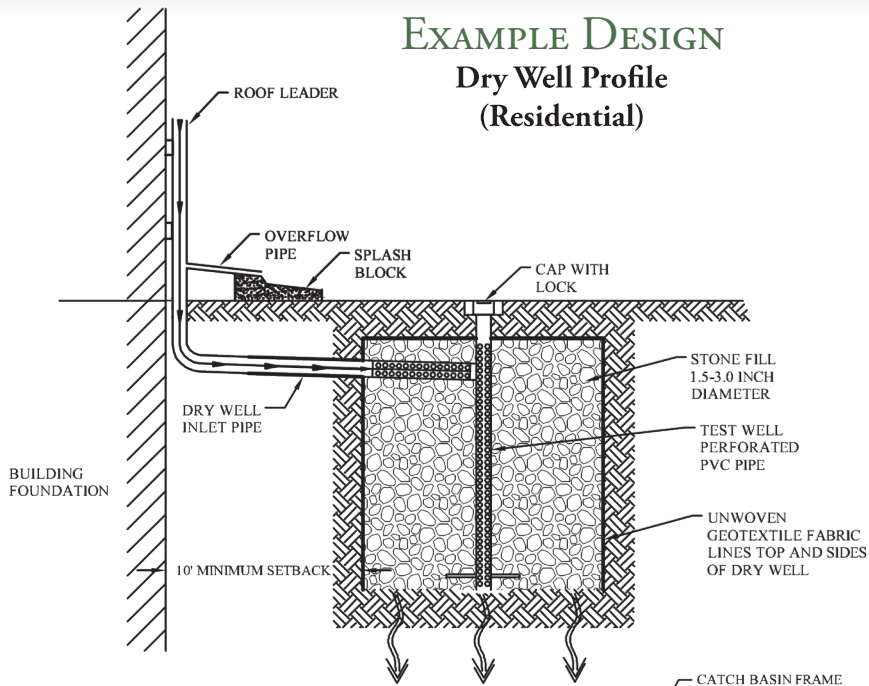 EXAMPLE DESIGN
Dry Well Profile
(Residential)
ROOF LEADER
OVERFLOW
PIPE
SPLASH
BLOCK
CAP WITH
LOCK
STONE FILL
1.5-3.0 INCH
DIAMETER
DRY WELL
INLET PIPE
TEST WELL
PERFORATED
PVC PIPE
BUILDING
FOUNDATION
UNWOVEN
GEOTEXTILE FABRIC
LINES TOP AND SIDES
OF DRY WELL
10' MINIMUM SETBACK
CATCH BASIN FRAME